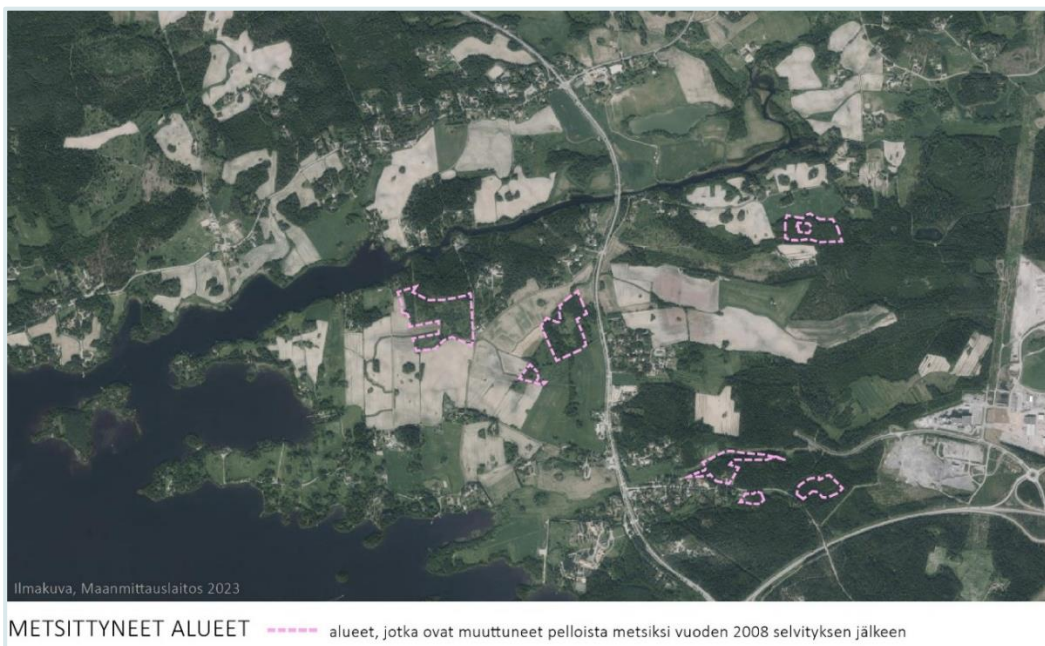 Ilmakuva, Maanmittauslaitos 2023
METSITTYNEET ALUEET alueet, jotka ovat muuttuneet pelloista metsiksi vuoden 2008 selvityksen jälkeen